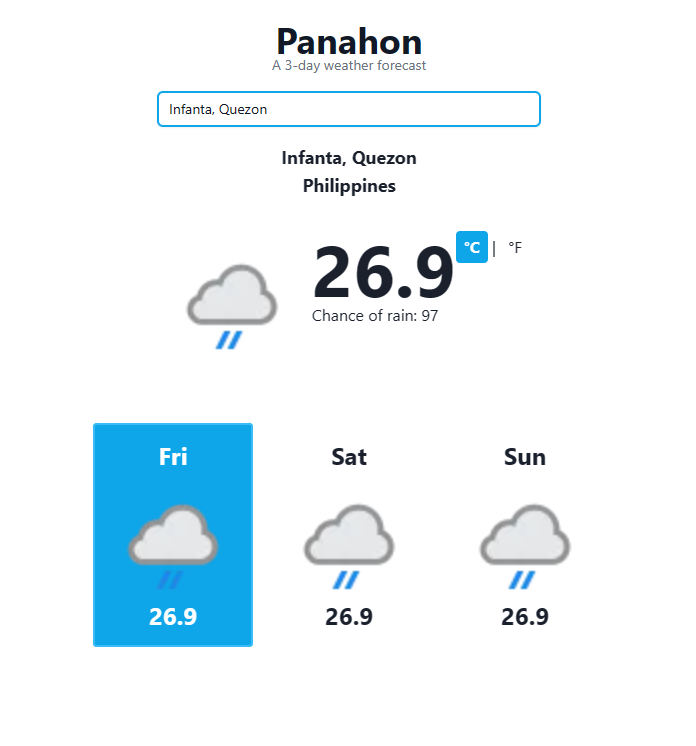 Panahon
A 3-day weather forecast
Infanta, Quezon
Infanta, Quezon
Philippines
26.9 °C | °F
Chance of rain: 97
Fri Sat Sun
26.9 26.9 26.9